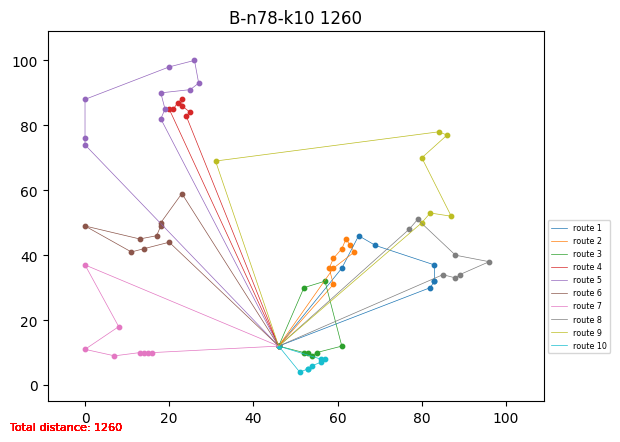 B-n78-k10 1260
100
80
60
40
20
0
0 20 40 60 80 100
route 1
route 2
route 3
route 4
route 5
route 6
route 7
route 8
route 9
route 10
Total distance: 1260